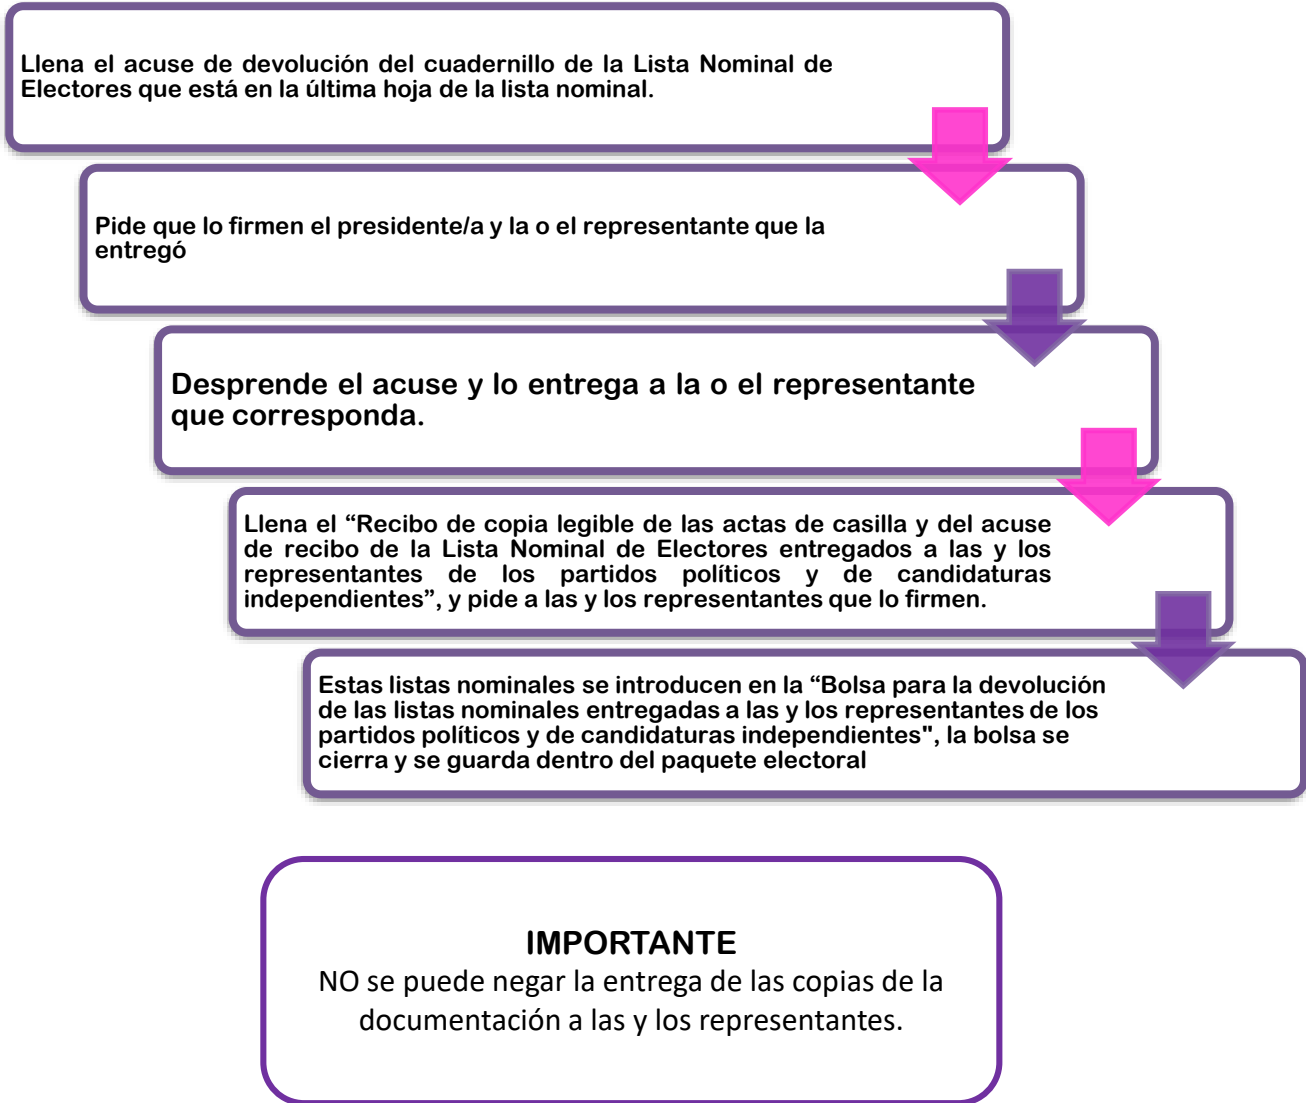 Llena el acuse de devolución del cuadernillo de la Lista Nominal de
Electores que está en la última hoja de la lista nominal.
Pide que lo firmen el presidente/a y la o el representante que la
entregó
Desprende el acuse y lo entrega a la o el representante
que corresponda.
Llena el “Recibo de copia legible de las actas de casilla y del acuse
de recibo de la Lista Nominal de Electores entregados a las y los
representantes de los partidos políticos y de candidaturas
independientes”, y pide a las y los representantes que lo firmen.
Estas listas nominales se introducen en la “Bolsa para la devolución
de las listas nominales entregadas a las y los representantes de los
partidos políticos y de candidaturas independientes", la bolsa se
cierra y se guarda dentro del paquete electoral
IMPORTANTE
NO se puede negar la entrega de las copias de la
documentación a las y los representantes.